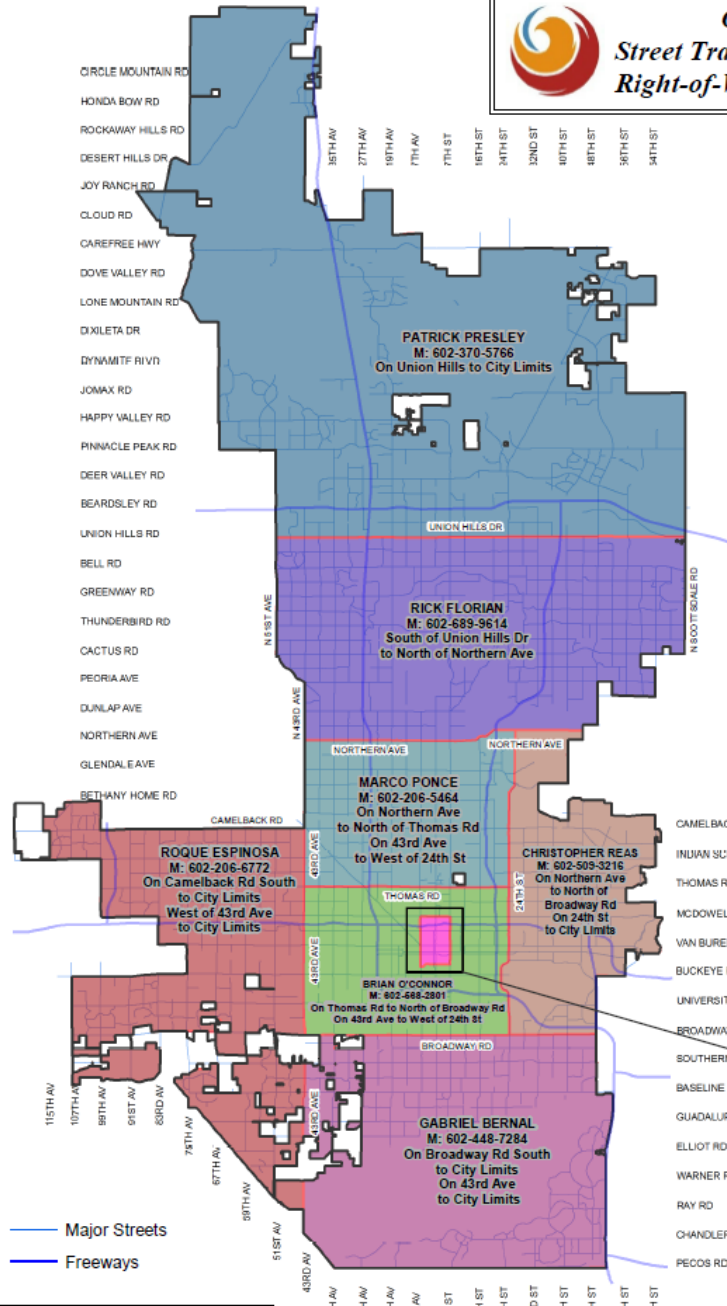 Street Tra
Right-of-
CIRCLE MOUNTAIN RD
HONDA BOW RD
ROCKAWAY HILLS RD
DESERT HILLS DR
JOY RANCH RD
CLOUD RD
CAREFREE HWY
DOVE VALLEY RD
LONE MOUNTAIN RD
DIXILETA DR
DYNAMITE BLVD
JOMAX RD
HAPPY VALLEY RD
PINNACLE PEAK RD
DEER VALLEY RD
BEARDSLEY RD
UNION HILLS RD
BELL RD
GREENWAY RD
THUNDERBIRD RD
CACTUS RD
PEORIA AVE
DUNLAP AVE
NORTHERN AVE
GLENDALE AVE
BETHANY HOME RD
35TH AV
27TH AV
19TH AV
7TH AV
7TH ST
16TH ST
24TH ST
32ND ST
40TH ST
48TH ST
56TH ST
64TH ST
PATRICK PRESLEY
M: 602-370-5766
On Union Hills to City Limits
UNION HILLS DR
N 51ST AVE
N SCOTTSDALE RD
RICK FLORIAN
M: 602-689-9614
South of Union Hills Dr
to North of Northern Ave
N 43RD AVE
NORTHERN AVE
NORTHERN AVE
MARCO PONCE
M: 602-206-5464
On Northern Ave
to North of Thomas Rd
On 43rd Ave
to West of 24th St
CAMELBACK RD
43RD AVE
ROQUE ESPINOSA
M: 602-206-6772
On Camelback Rd South
to City Limits
West of 43rd Ave
to City Limits
CHRISTOPHER REAS
M: 602-509-3216
On Northern Ave
to North of
Broadway Rd
On 24th St
to City Limits
24TH ST
THOMAS RD
43RD AVE
BRIAN O'CONNOR
M: 602-568-2801
On Thomas Rd to North of Broadway Rd
On 43rd Ave to West of 24th St
BROADWAY RD
43RD AVE
GABRIEL BERNAL
M: 602-448-7284
On Broadway Rd South
to City Limits
On 43rd Ave
to City Limits
CAMELBAC
INDIAN SC
THOMAS R
MCDOWEL
VAN BURE
BUCKEYE
UNIVERSIT
BROADWA
SOUTHERN
BASELINE
GUADALUP
ELLIOT RD
WARNER R
RAY RD
CHANDLER
PECOS RD
115TH AV
107TH AV
99TH AV
91ST AV
83RD AV
75TH AV
67TH AV
59TH AV
51ST AV
43RD AV
Major Streets
Freeways